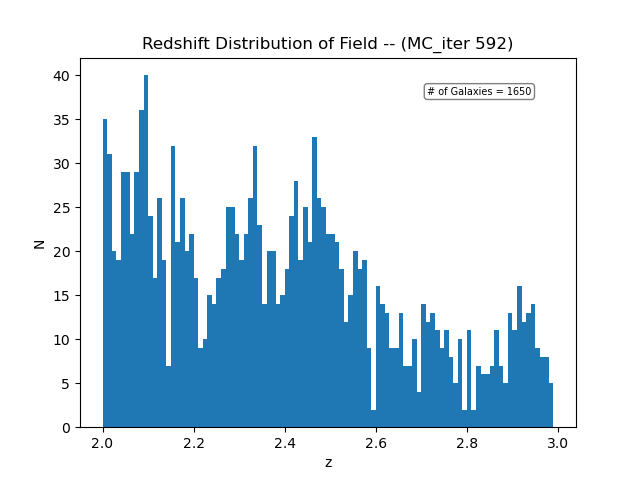 Redshift Distribution of Field -- (MC_iter 592)
# of Galaxies = 1650
40
35
30
25
20
15
10
5
0
N
2.0 2.2 2.4 2.6 2.8 3.0
z